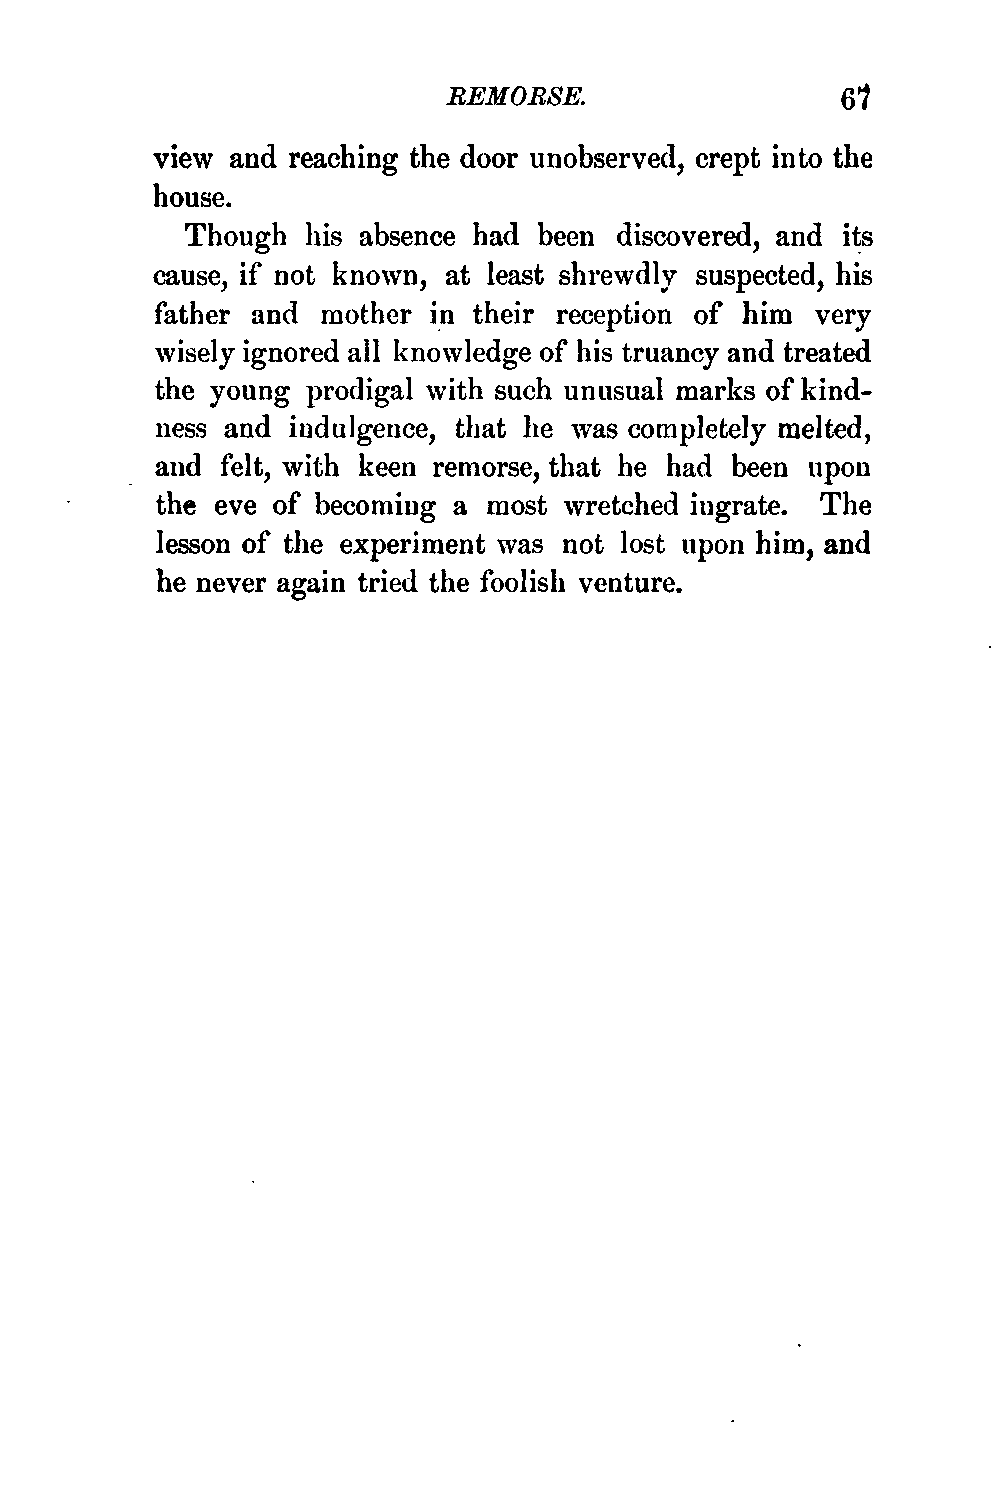 REMORSE. 67
view and reaching the door unobserved, crept into the
house.
Though his absence had been discovered, and its
cause, if not known, at least shrewdly suspected, his
father and mother in their reception of him very
wisely ignored all knowledge of his truancy and treated
the young prodigal with such unusual marks of kind-
ness and indulgence, that he was completely melted,
and felt, with keen remorse, that he had been upon
the eve of becoming a most wretched ingrate. The
lesson of the experiment was not lost upon him, and
he never again tried the foolish venture.